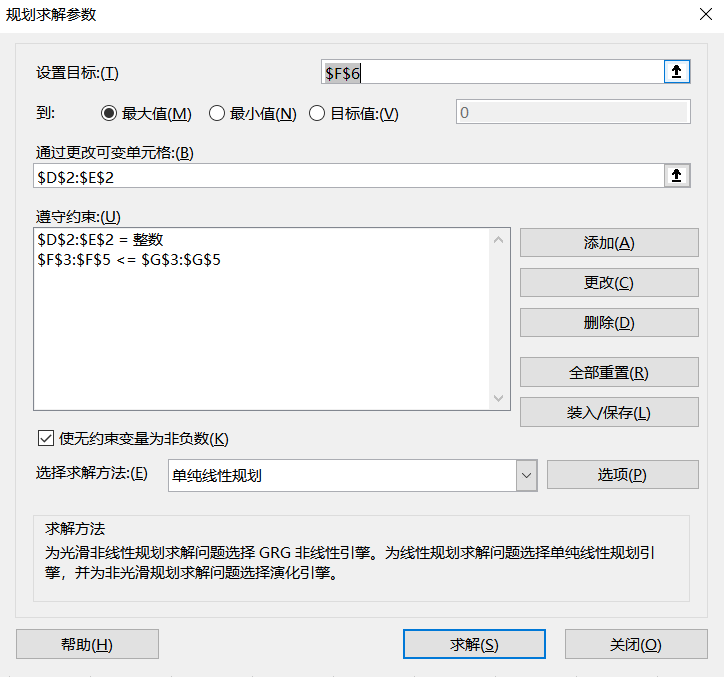 规划求解参数
设置目标:(T)
$F$6
到:
最大值(M)
最小值(N)
目标值:(V)
0
通过更改可变单元格:(B)
$D$2:$E$2
遵守约束:(U)
$D$2:$E$2 = 整数
$F$3:$F$5 <= $G$3:$G$5
添加(A)
更改(C)
删除(D)
全部重置(R)
装入/保存(L)
使无约束变量为非负数(K)
选择求解方法:(E)
单纯线性规划
选项(P)
求解方法
为光滑非线性规划求解问题选择 GRG 非线性引擎。为线性规划求解问题选择单纯线性规划引
擎，并为非光滑规划求解问题选择演化引擎。
帮助(H)
求解(S)
关闭(O)